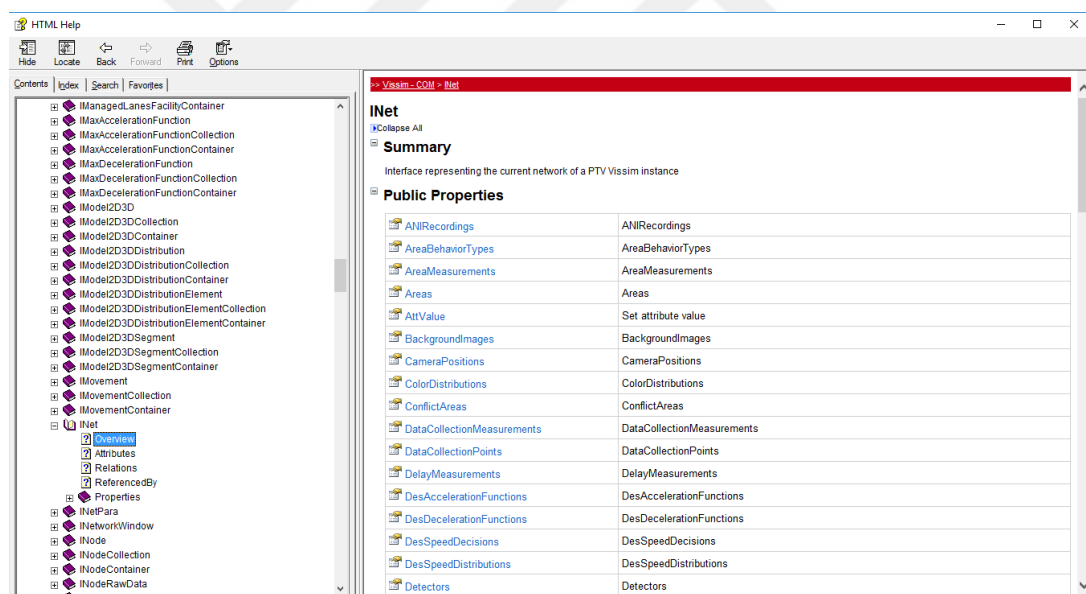 HTML Help
Hide Locate Back Forward Print Options
Contents Index Search Favorites
IManagedLanesFacilityContainer
IMaxAccelerationFunction
IMaxAccelerationFunctionCollection
IMaxAccelerationFunctionContainer
IMaxDecelerationFunction
IMaxDecelerationFunctionCollection
IMaxDecelerationFunctionContainer
IModel2D3D
IModel2D3DCollection
IModel2D3DContainer
IModel2D3DDistribution
IModel2D3DDistributionCollection
IModel2D3DDistributionContainer
IModel2D3DDistributionElement
IModel2D3DDistributionElementCollection
IModel2D3DDistributionElementContainer
IModel2D3DSegment
IModel2D3DSegmentCollection
IModel2D3DSegmentContainer
IMovement
IMovementCollection
IMovementContainer
INet
Overview
Attributes
Relations
ReferencedBy
Properties
INetPara
INetworkWindow
INode
INodeCollection
INodeContainer
INodeRawData
>> Vissim - COM > INet
INet
Collapse All
Summary
Interface representing the current network of a PTV Vissim instance
Public Properties
ANIRecordings ANIRecordings
AreaBehaviorTypes AreaBehaviorTypes
AreaMeasurements AreaMeasurements
Areas Areas
AttValue Set attribute value
BackgroundImages BackgroundImages
CameraPositions CameraPositions
ColorDistributions ColorDistributions
ConflictAreas ConflictAreas
DataCollectionMeasurements DataCollectionMeasurements
DataCollectionPoints DataCollectionPoints
DelayMeasurements DelayMeasurements
DesAccelerationFunctions DesAccelerationFunctions
DesDecelerationFunctions DesDecelerationFunctions
DesSpeedDecisions DesSpeedDecisions
DesSpeedDistributions DesSpeedDistributions
Detectors Detectors